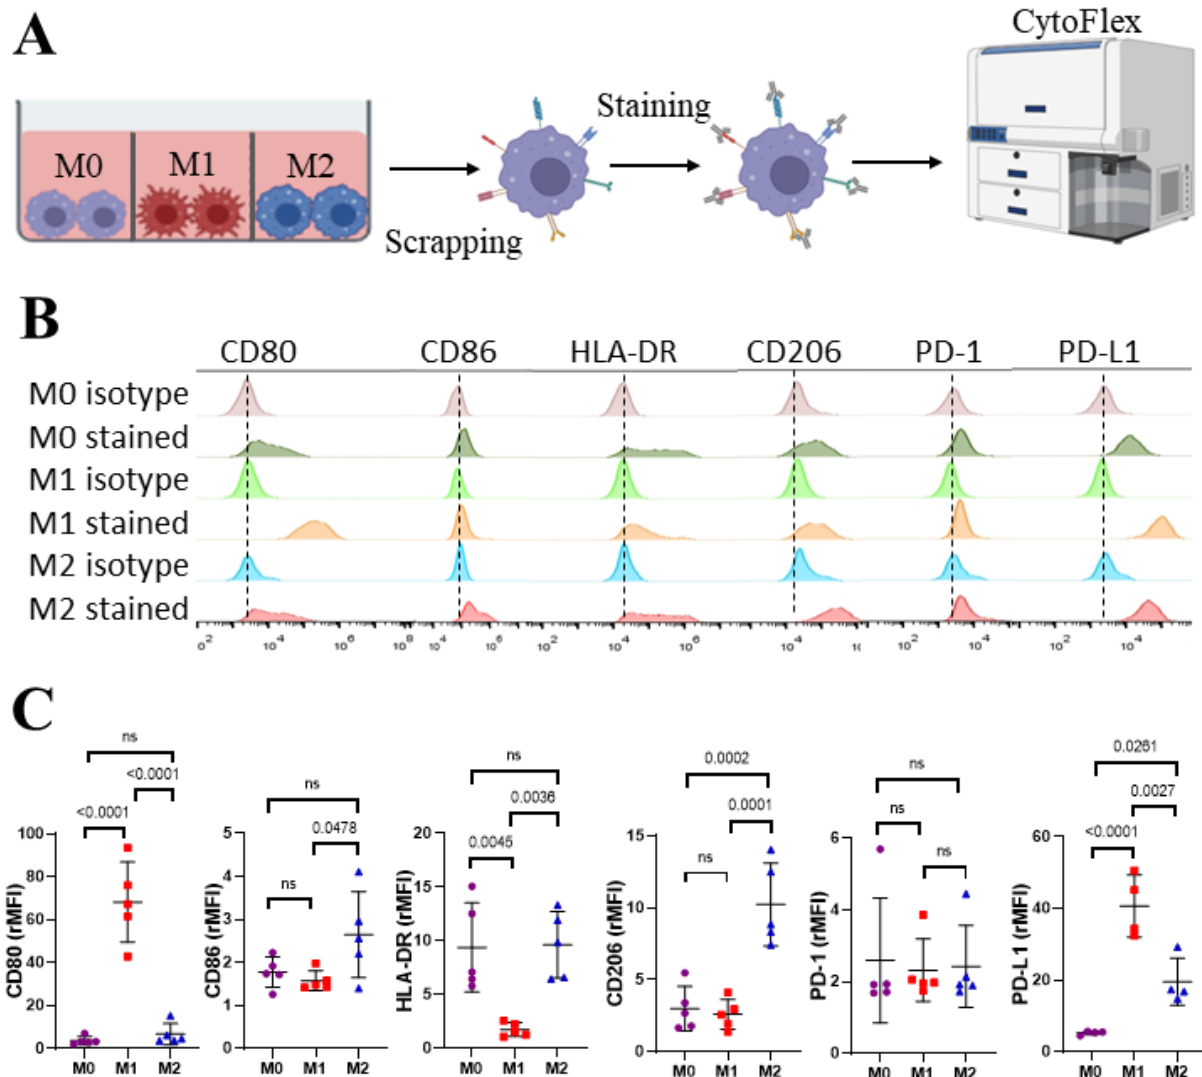 A
CytoFlex
M0 M1 M2
Staining
Scrapping
B
CD80 CD86 HLA-DR CD206 PD-1 PD-L1
M0 isotype
M0 stained
M1 isotype
M1 stained
M2 isotype
M2 stained
0 10² 10⁴ 10⁶ 10⁸ 10 10⁴ 10⁶ 10² 10⁴ 10⁶ 10² 10⁴ 10² 10⁴ 10² 10⁴
C
ns
<0.0001
<0.0001
CD80 (rMFI)
100
80
60
40
20
0
M0 M1 M2
ns
0.0478
ns
CD86 (rMFI)
5
4
3
2
1
0
M0 M1 M2
ns
0.0036
0.0045
HLA-DR (rMFI)
20
15
10
5
0
M0 M1 M2
0.0002
0.0001
ns
CD206 (rMFI)
15
10
5
0
M0 M1 M2
ns
ns
ns
PD-1 (rMFI)
6
4
2
0
M0 M1 M2
0.0261
0.0027
<0.0001
PD-L1 (rMFI)
60
40
20
0
M0 M1 M2